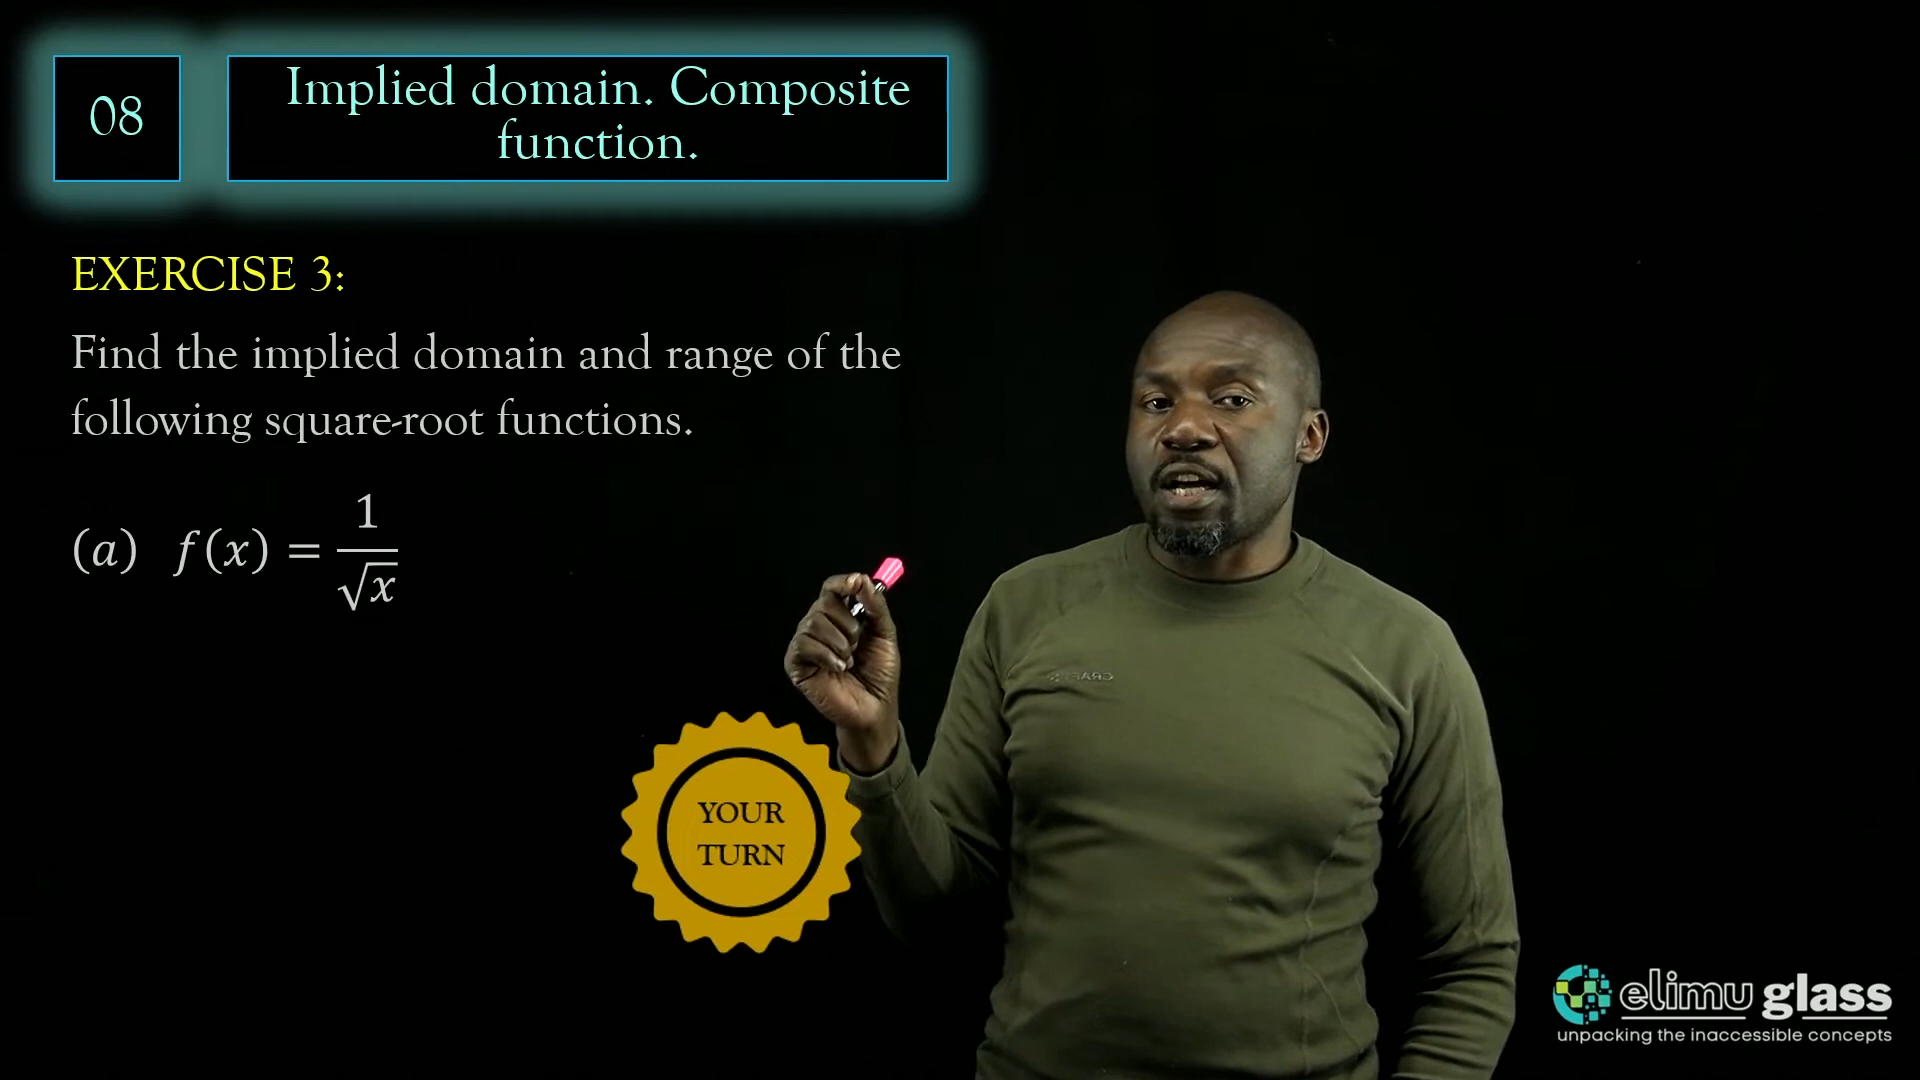 08
Implied domain. Composite
function.
EXERCISE 3:
Find the implied domain and range of the
following square-root functions.
(a) f(x) = 1/√x
YOUR
TURN
CRAFT
elimu glass
unpacking the inaccessible concepts